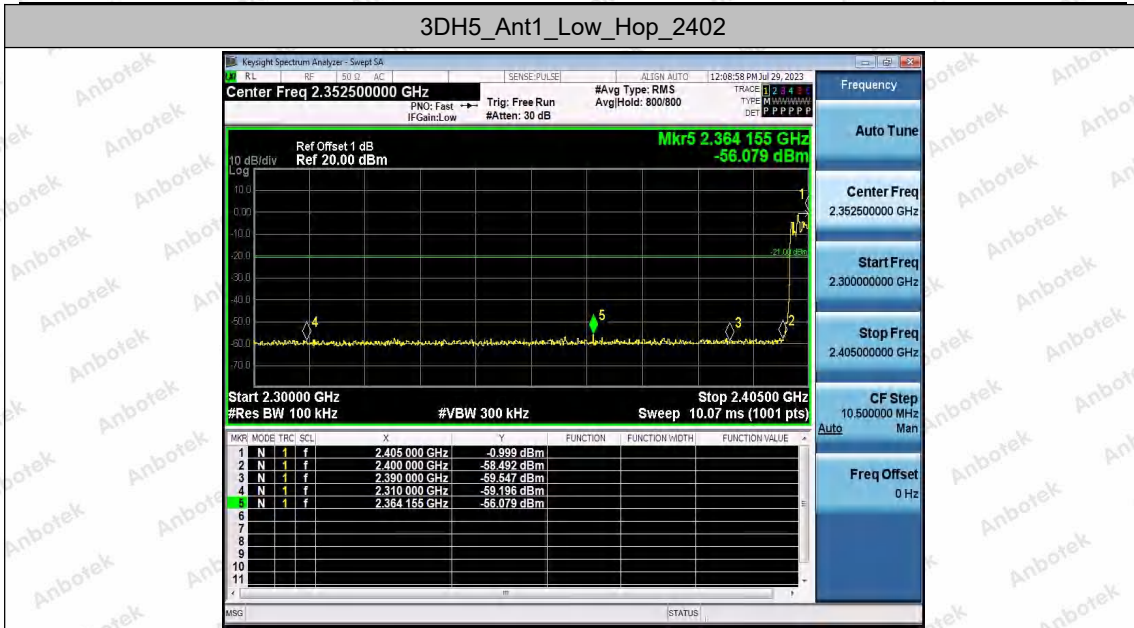 3DH5_Ant1_Low_Hop_2402
Keysight Spectrum Analyzer - Swept SA
RL RF 50 Ω AC SENSE:PULSE ALIGN AUTO 12:08:58 PM Jul 29, 2023
Center Freq 2.352500000 GHz
PNO: Fast
IFGain:Low
Trig: Free Run
#Atten: 30 dB
#Avg Type: RMS
Avg|Hold: 800/800
TRACE 1 2 3 4 5 6
TYPE M W W W W W
DET P P P P P P
Mkr5 2.364 155 GHz
-56.079 dBm
Ref Offset 1 dB
10 dB/div Ref 20.00 dBm
Log
10.0
0.00
-10.0
-20.0
-30.0
-40.0
-50.0
-60.0
-70.0
-21.00 dBm
1
2
3
4
5
Start 2.30000 GHz Stop 2.40500 GHz
#Res BW 100 kHz #VBW 300 kHz Sweep 10.07 ms (1001 pts)
MKR MODE TRC SCL X Y FUNCTION FUNCTION WIDTH FUNCTION VALUE
1 N 1 f 2.405 000 GHz -0.999 dBm
2 N 1 f 2.400 000 GHz -58.492 dBm
3 N 1 f 2.390 000 GHz -59.547 dBm
4 N 1 f 2.310 000 GHz -59.196 dBm
5 N 1 f 2.364 155 GHz -56.079 dBm
6
7
8
9
10
11
MSG STATUS
Frequency
Auto Tune
Center Freq
2.352500000 GHz
Start Freq
2.300000000 GHz
Stop Freq
2.405000000 GHz
CF Step
10.500000 MHz
Auto Man
Freq Offset
0 Hz
Anbotek